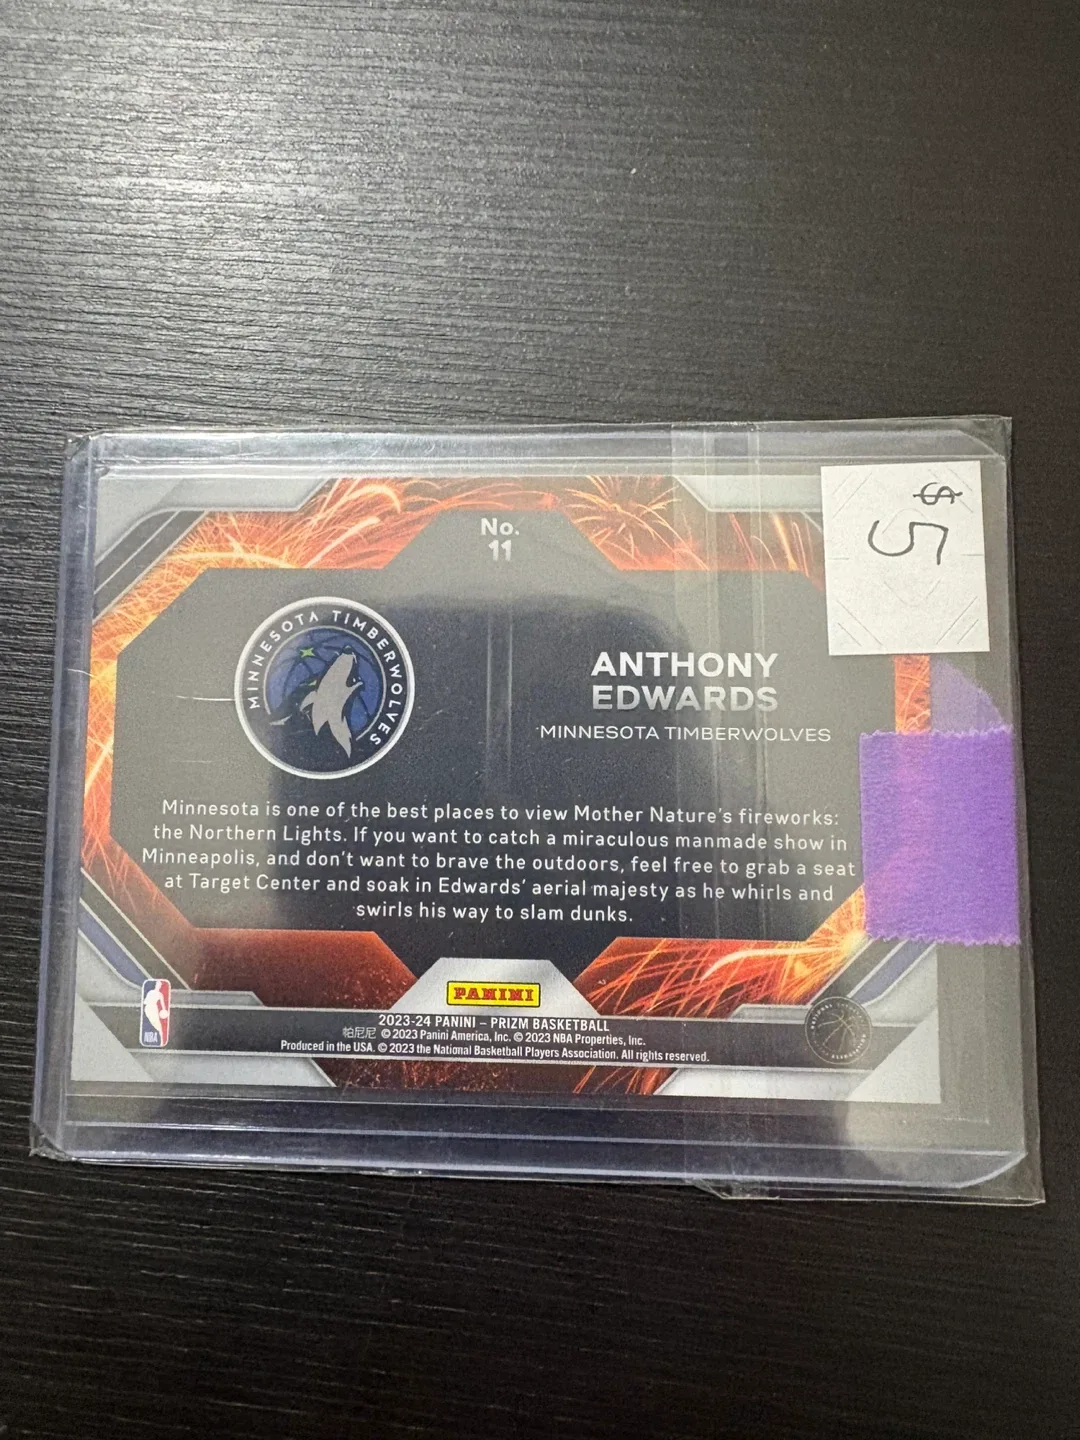 $
5
No.
11
MINNESOTA TIMBERWOLVES
ANTHONY
EDWARDS
MINNESOTA TIMBERWOLVES
Minnesota is one of the best places to view Mother Nature's fireworks:
the Northern Lights. If you want to catch a miraculous manmade show in
Minneapolis, and don't want to brave the outdoors, feel free to grab a seat
at Target Center and soak in Edwards' aerial majesty as he whirls and
swirls his way to slam dunks.
PANINI
2023-24 PANINI – PRIZM BASKETBALL
帕尼尼 © 2023 Panini America, Inc. © 2023 NBA Properties, Inc.
Produced in the USA. © 2023 the National Basketball Players Association. All rights reserved.
NBA